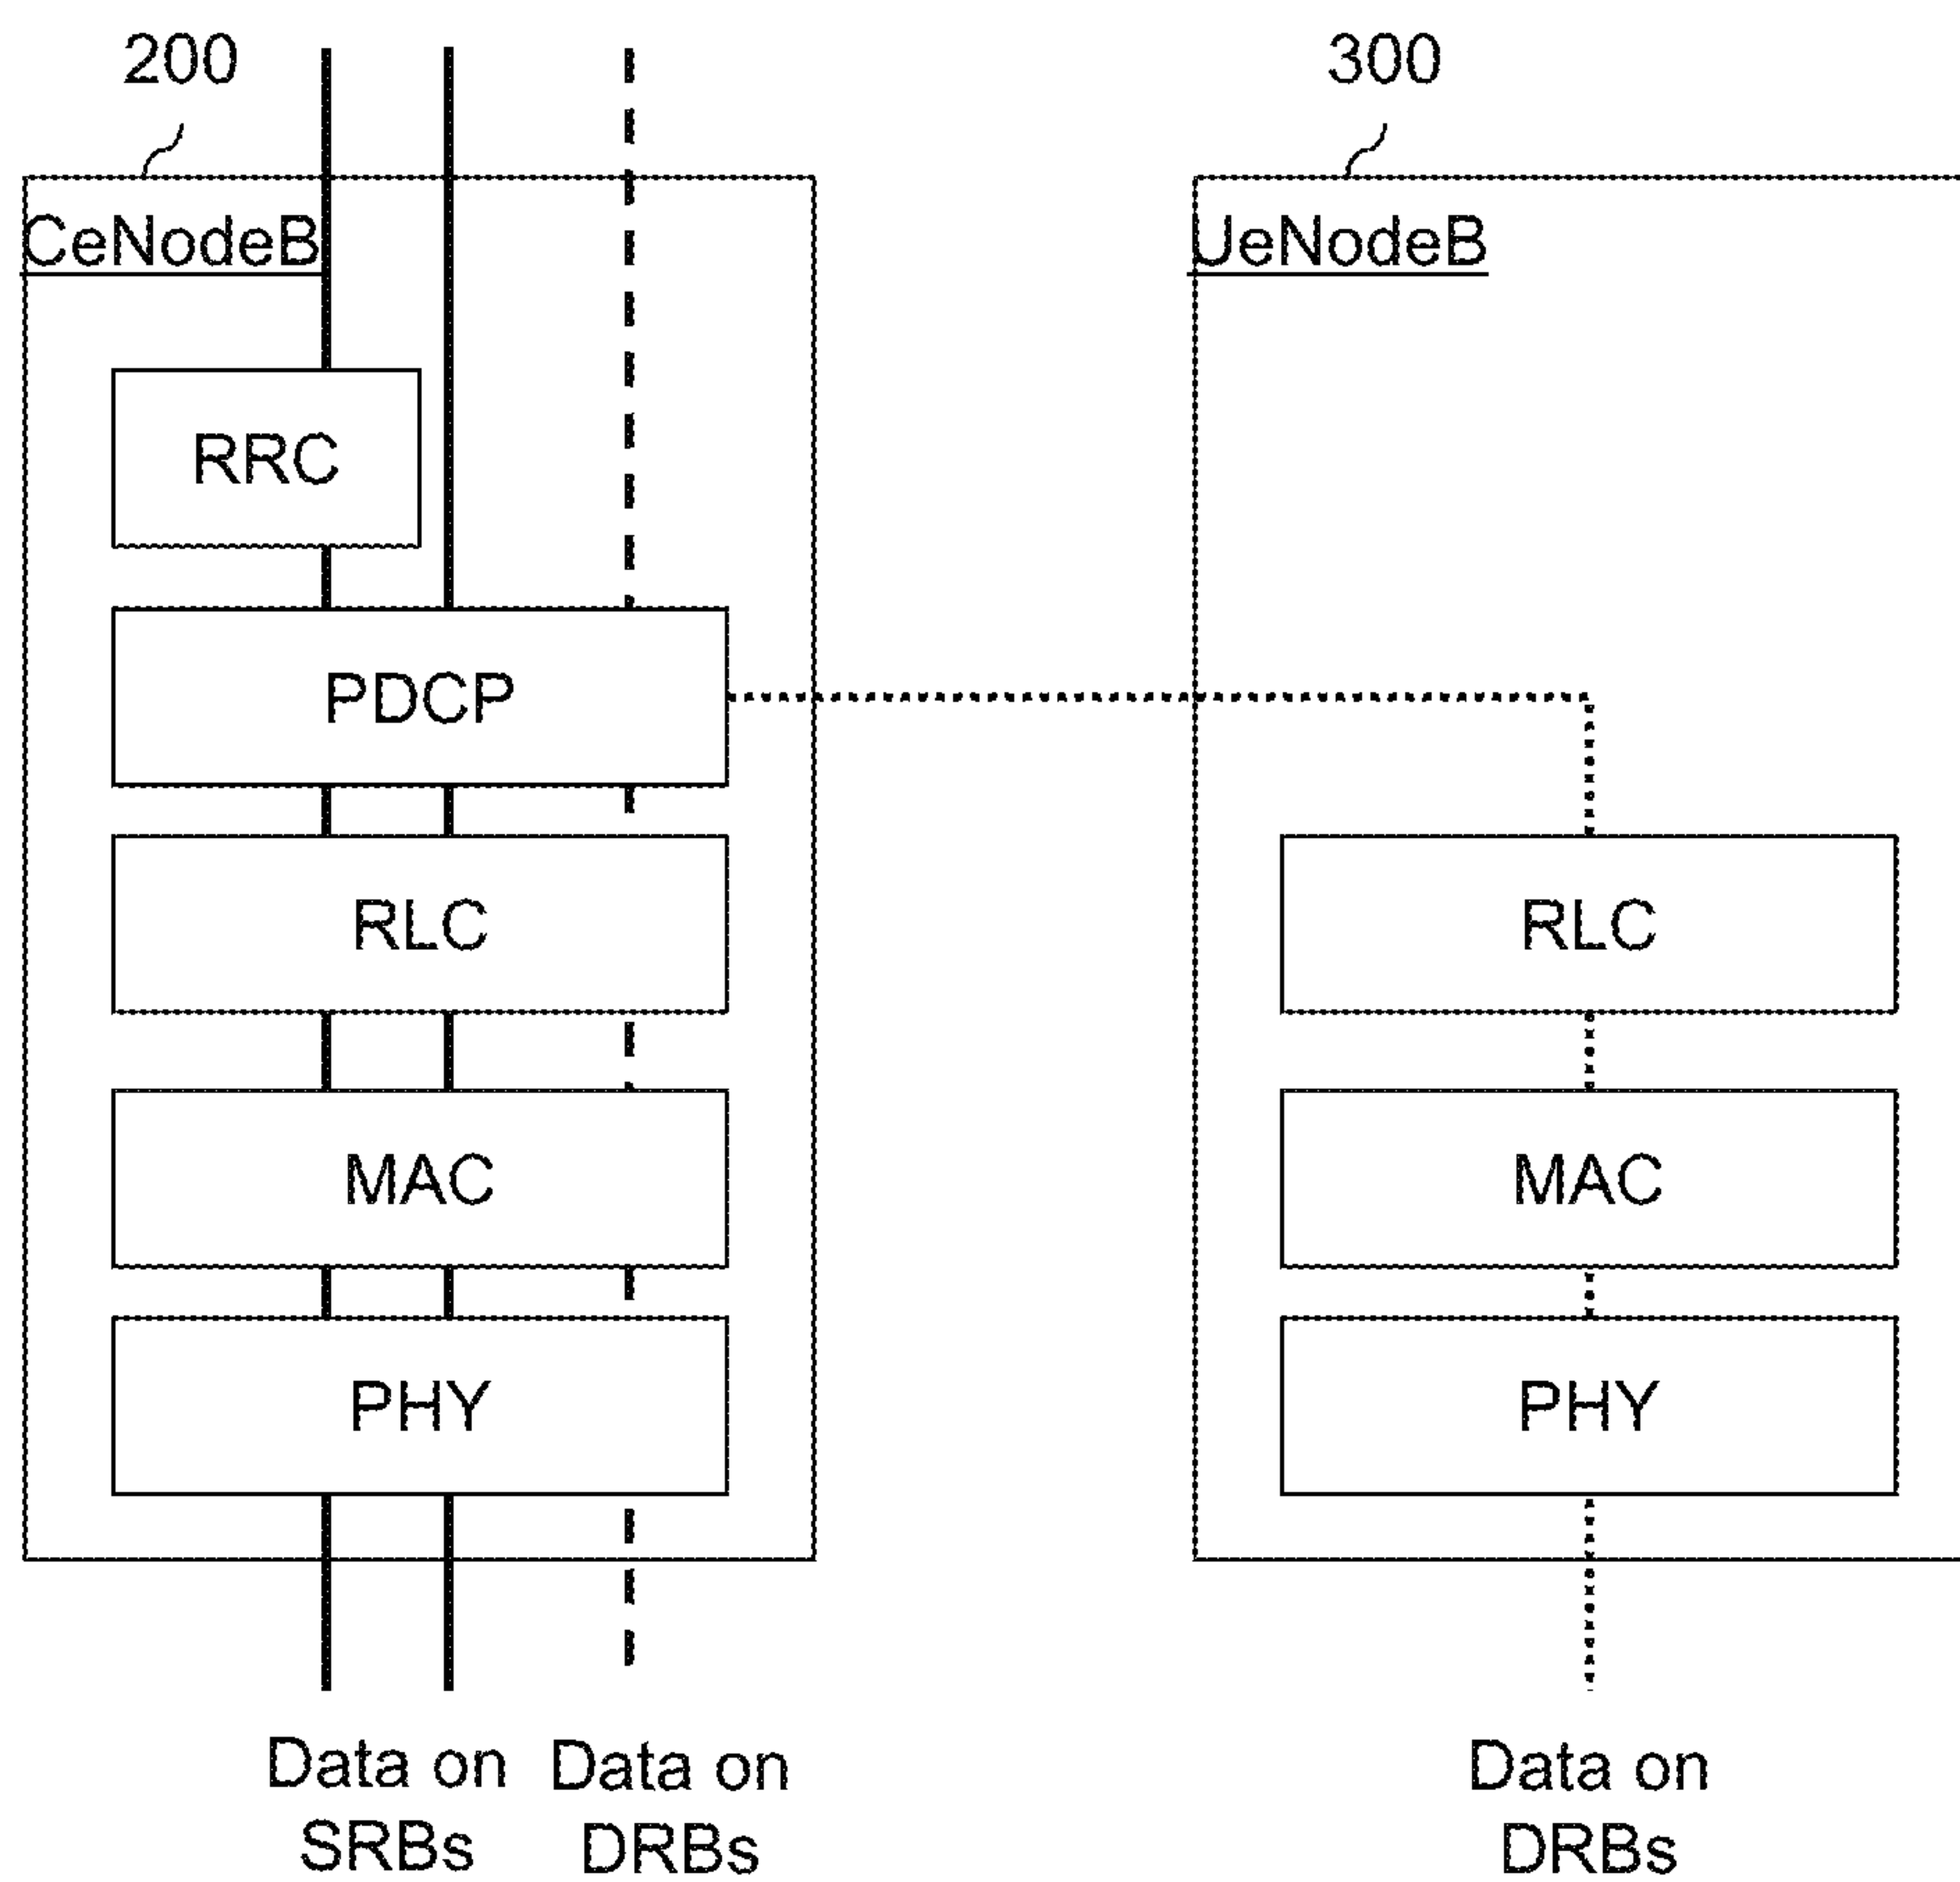 200
CeNodeB
RRC
PDCP
RLC
MAC
PHY
Data on
SRBs
Data on
DRBs
300
UeNodeB
RLC
MAC
PHY
Data on
DRBs